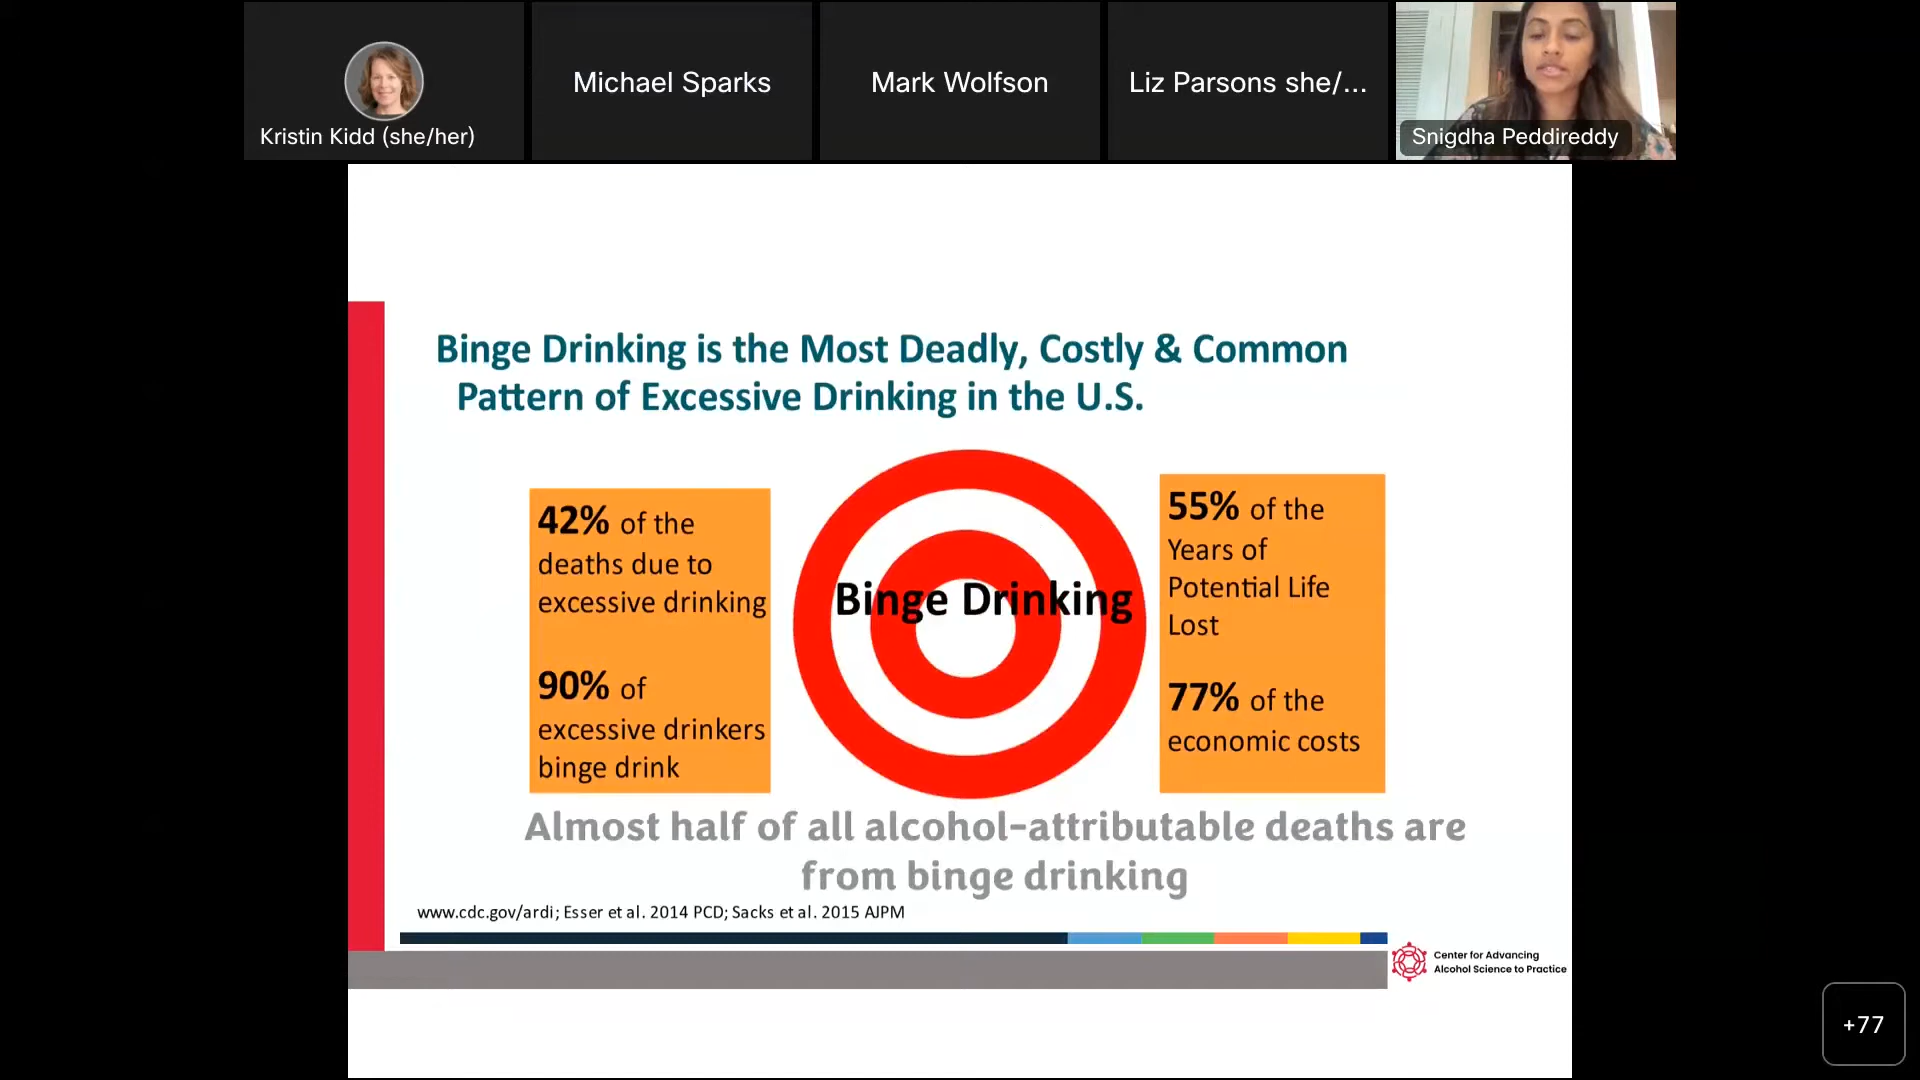 Kristin Kidd (she/her)
Michael Sparks
Mark Wolfson
Liz Parsons she/...
Snigdha Peddireddy
Binge Drinking is the Most Deadly, Costly & Common
Pattern of Excessive Drinking in the U.S.
42% of the
deaths due to
excessive drinking
90% of
excessive drinkers
binge drink
Binge Drinking
55% of the
Years of
Potential Life
Lost
77% of the
economic costs
Almost half of all alcohol-attributable deaths are
from binge drinking
www.cdc.gov/ardi; Esser et al. 2014 PCD; Sacks et al. 2015 AJPM
Center for Advancing
Alcohol Science to Practice
+77